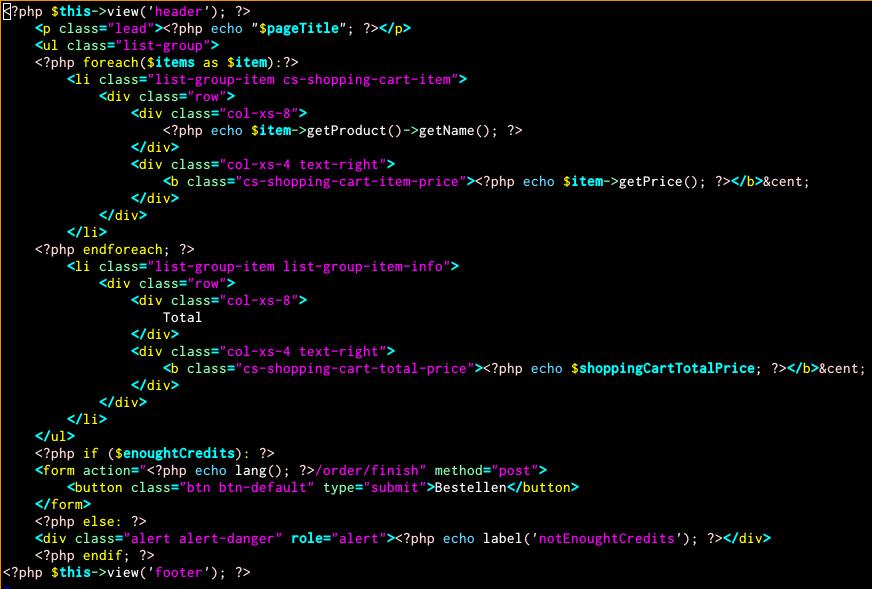 <?php $this->view('header'); ?>
    <p class="lead"><?php echo "$pageTitle"; ?></p>
    <ul class="list-group">
    <?php foreach($items as $item):?>
        <li class="list-group-item cs-shopping-cart-item">
            <div class="row">
                <div class="col-xs-8">
                    <?php echo $item->getProduct()->getName(); ?>
                </div>
                <div class="col-xs-4 text-right">
                    <b class="cs-shopping-cart-item-price"><?php echo $item->getPrice(); ?></b>&cent;
                </div>
            </div>
        </li>
    <?php endforeach; ?>
        <li class="list-group-item list-group-item-info">
            <div class="row">
                <div class="col-xs-8">
                    Total
                </div>
                <div class="col-xs-4 text-right">
                    <b class="cs-shopping-cart-total-price"><?php echo $shoppingCartTotalPrice; ?></b>&cent;
                </div>
            </div>
        </li>
    </ul>
    <?php if ($enoughtCredits): ?>
    <form action="<?php echo lang(); ?>/order/finish" method="post">
        <button class="btn btn-default" type="submit">Bestellen</button>
    </form>
    <?php else: ?>
    <div class="alert alert-danger" role="alert"><?php echo label('notEnoughtCredits'); ?></div>
    <?php endif; ?>
<?php $this->view('footer'); ?>